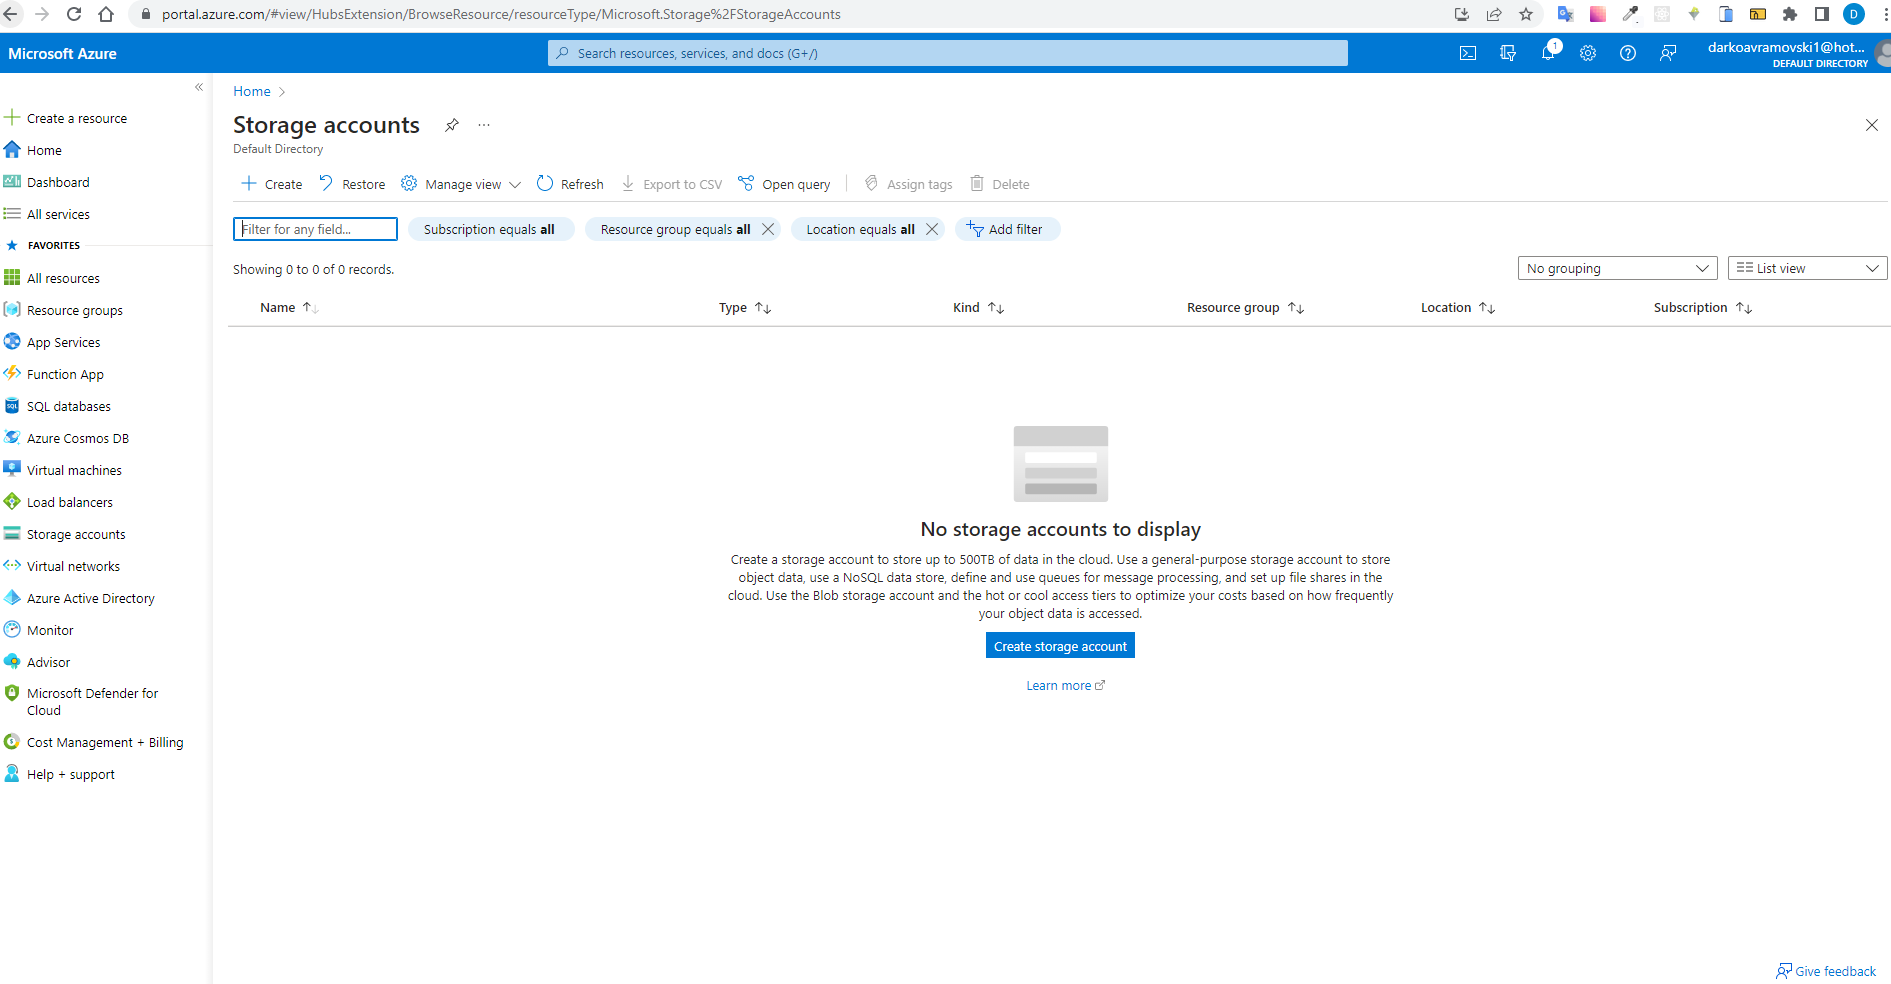 portal.azure.com/#view/HubsExtension/BrowseResource/resourceType/Microsoft.Storage%2FStorageAccounts
D
Microsoft Azure
Search resources, services, and docs (G+/)
1
darkoavramovski1@hot...
DEFAULT DIRECTORY
«
Create a resource
Home
Dashboard
All services
FAVORITES
All resources
Resource groups
App Services
Function App
SQL
SQL databases
Azure Cosmos DB
Virtual machines
Load balancers
Storage accounts
Virtual networks
Azure Active Directory
Monitor
Advisor
Microsoft Defender for
Cloud
Cost Management + Billing
Help + support
Home >
Storage accounts
...
Default Directory
Create
Restore
Manage view
Refresh
Export to CSV
Open query
Assign tags
Delete
Filter for any field...
Subscription equals all
Resource group equals all
Location equals all
Add filter
Showing 0 to 0 of 0 records.
No grouping
List view
Name
Type
Kind
Resource group
Location
Subscription
No storage accounts to display
Create a storage account to store up to 500TB of data in the cloud. Use a general-purpose storage account to store
object data, use a NoSQL data store, define and use queues for message processing, and set up file shares in the
cloud. Use the Blob storage account and the hot or cool access tiers to optimize your costs based on how frequently
your object data is accessed.
Create storage account
Learn more
Give feedback